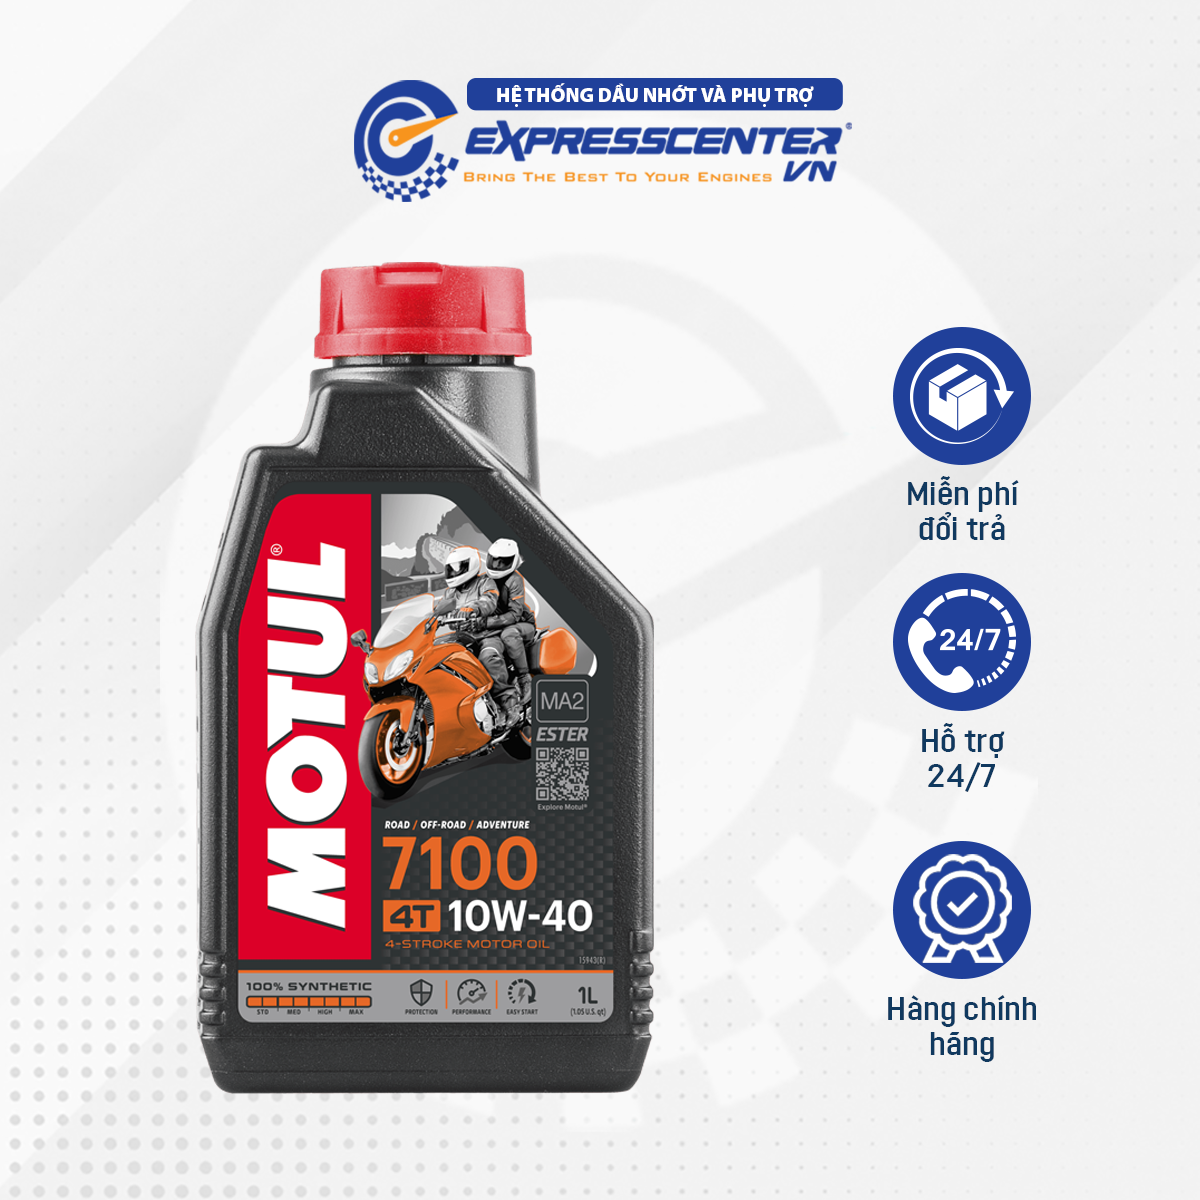 HỆ THỐNG DẦU NHỚT VÀ PHỤ TRỢ
EXPRESSCENTER®
VN
BRING THE BEST TO YOUR ENGINES
MOTUL®
MA2
ESTER
Explore Motul®
ROAD / OFF-ROAD / ADVENTURE
7100
4T 10W-40
4-STROKE MOTOR OIL
15943(R)
100% SYNTHETIC
STD MED HIGH MAX
PROTECTION PERFORMANCE EASY START
1L
(1.05 U.S. qt)
Miễn phí
đổi trả
24/7
Hỗ trợ
24/7
Hàng chính
hãng